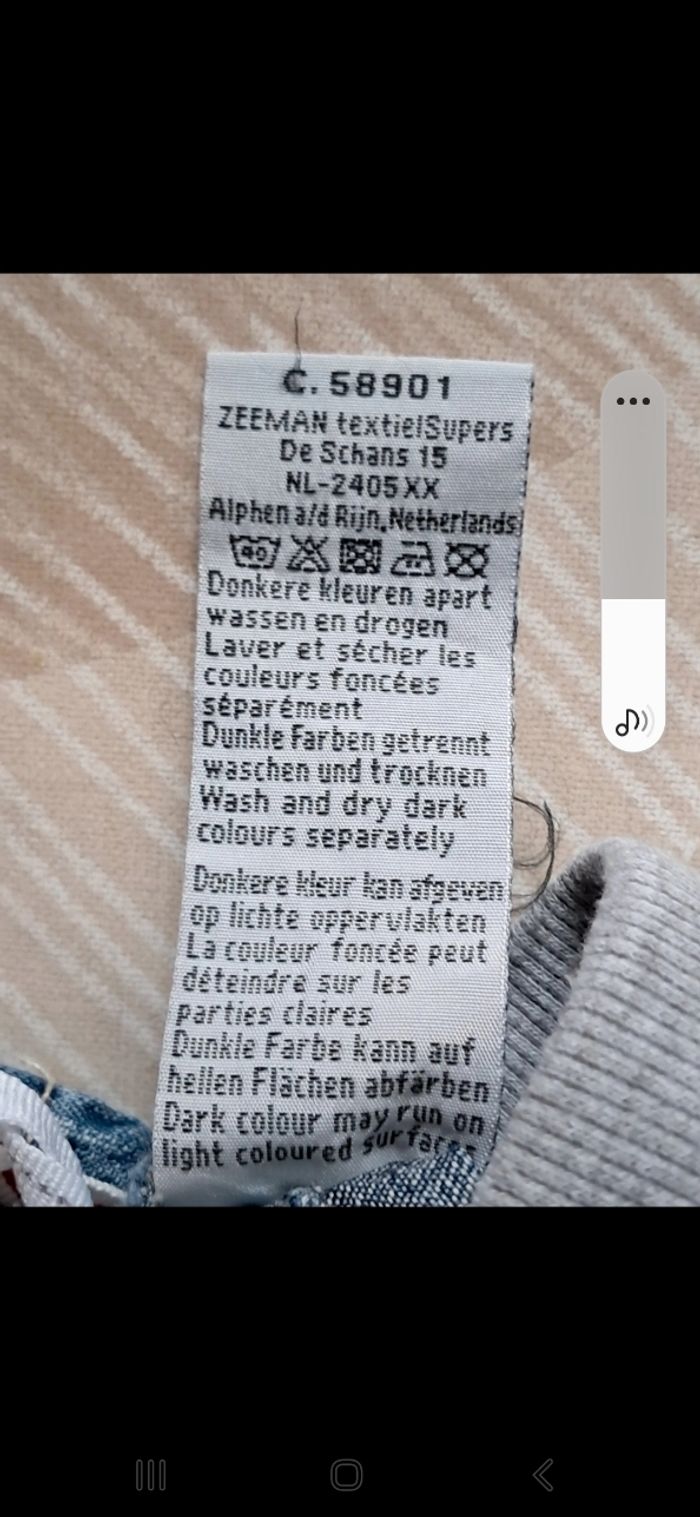 C. 58901
ZEEMAN textielSupers
De Schans 15
NL-2405XX
Alphen a/d Rijn, Netherlands
40
Donkere kleuren apart
wassen en drogen
Laver et sécher les
couleurs foncées
séparément
Dunkle Farben getrennt
waschen und trocknen
Wash and dry dark
colours separately
Donkere kleur kan afgeven
op lichte oppervlakten
La couleur foncée peut
déteindre sur les
parties claires
Dunkle Farbe kann auf
hellen Flächen abfärben
Dark colour may run on
light coloured